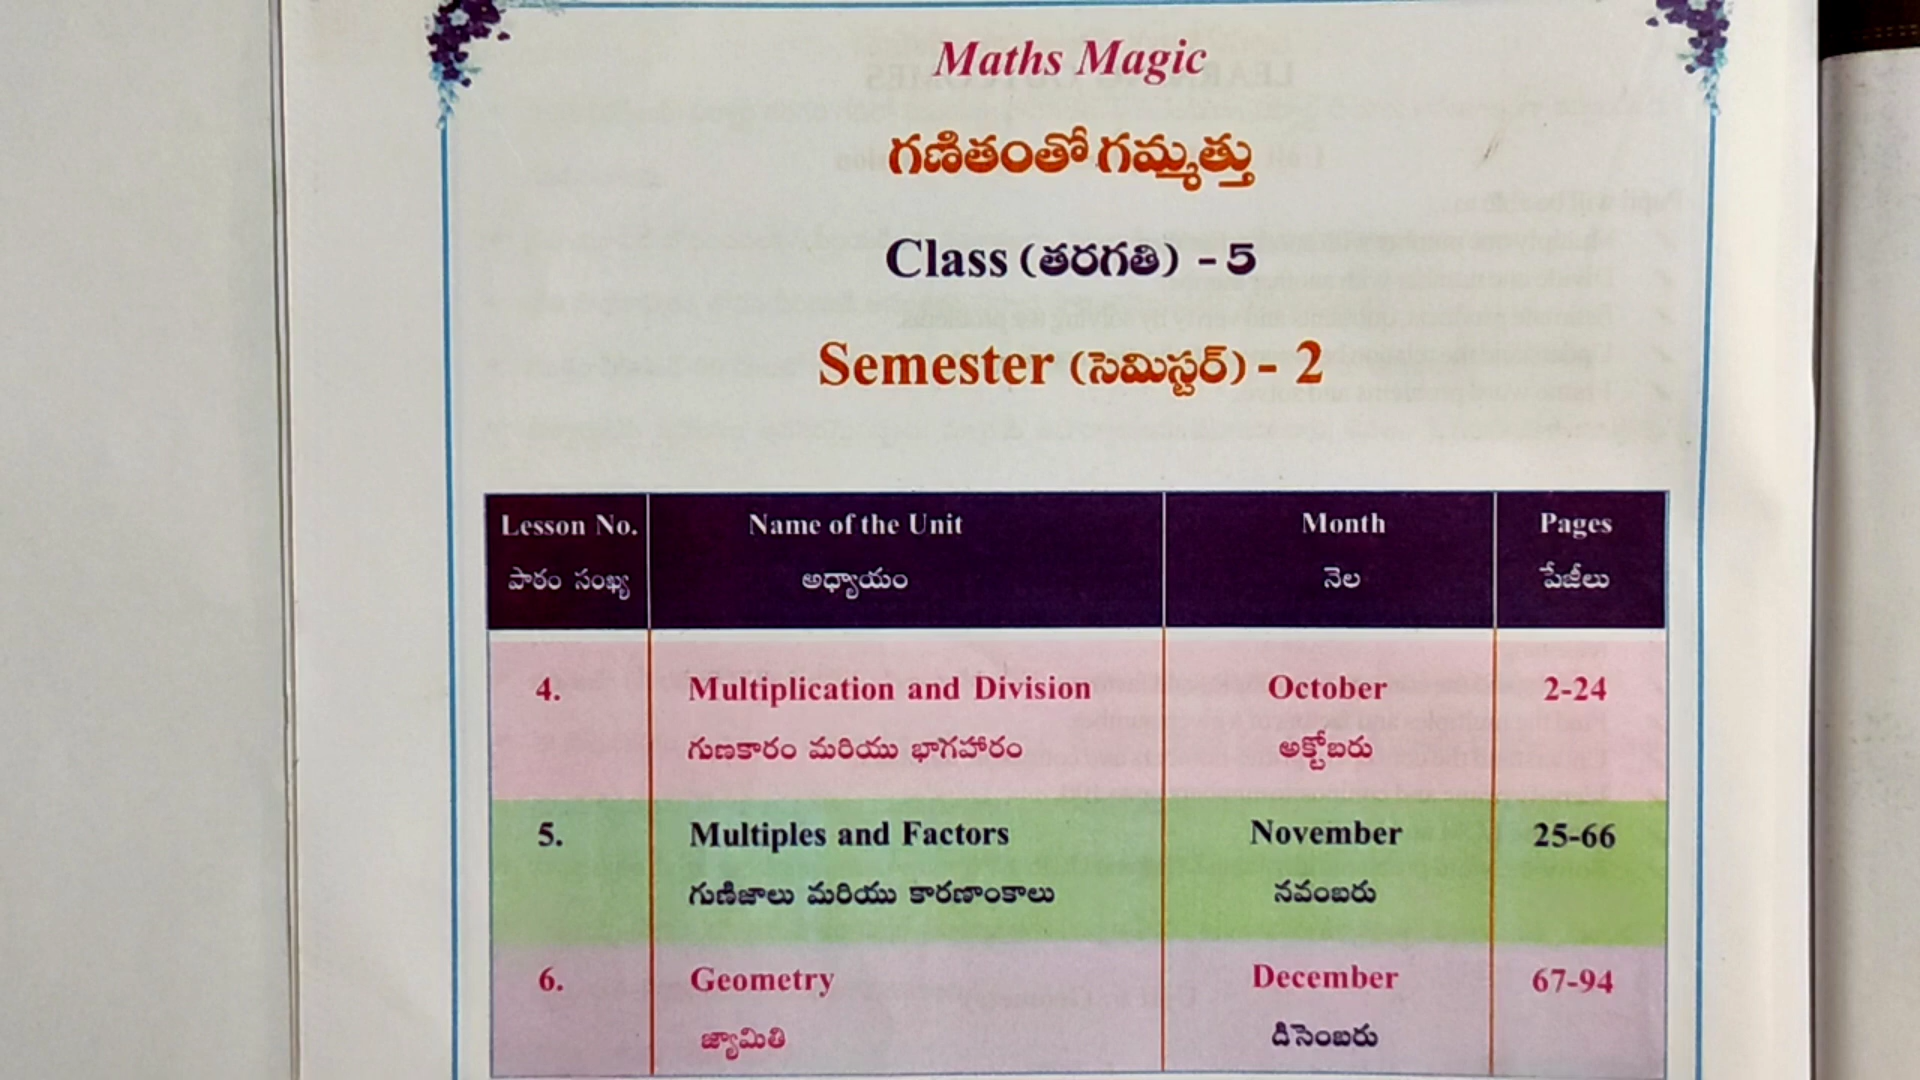 Maths Magic
గణితంతో గమ్మత్తు
Class (తరగతి) - 5
Semester (సెమిస్టర్) - 2
Lesson No. Name of the Unit Month Pages
పాఠం సంఖ్య అధ్యాయం నెల పేజీలు
4. Multiplication and Division October 2-24
గుణకారం మరియు భాగహారం అక్టోబరు
5. Multiples and Factors November 25-66
గుణిజాలు మరియు కారణాంకాలు నవంబరు
6. Geometry December 67-94
జ్యామితి డిసెంబరు